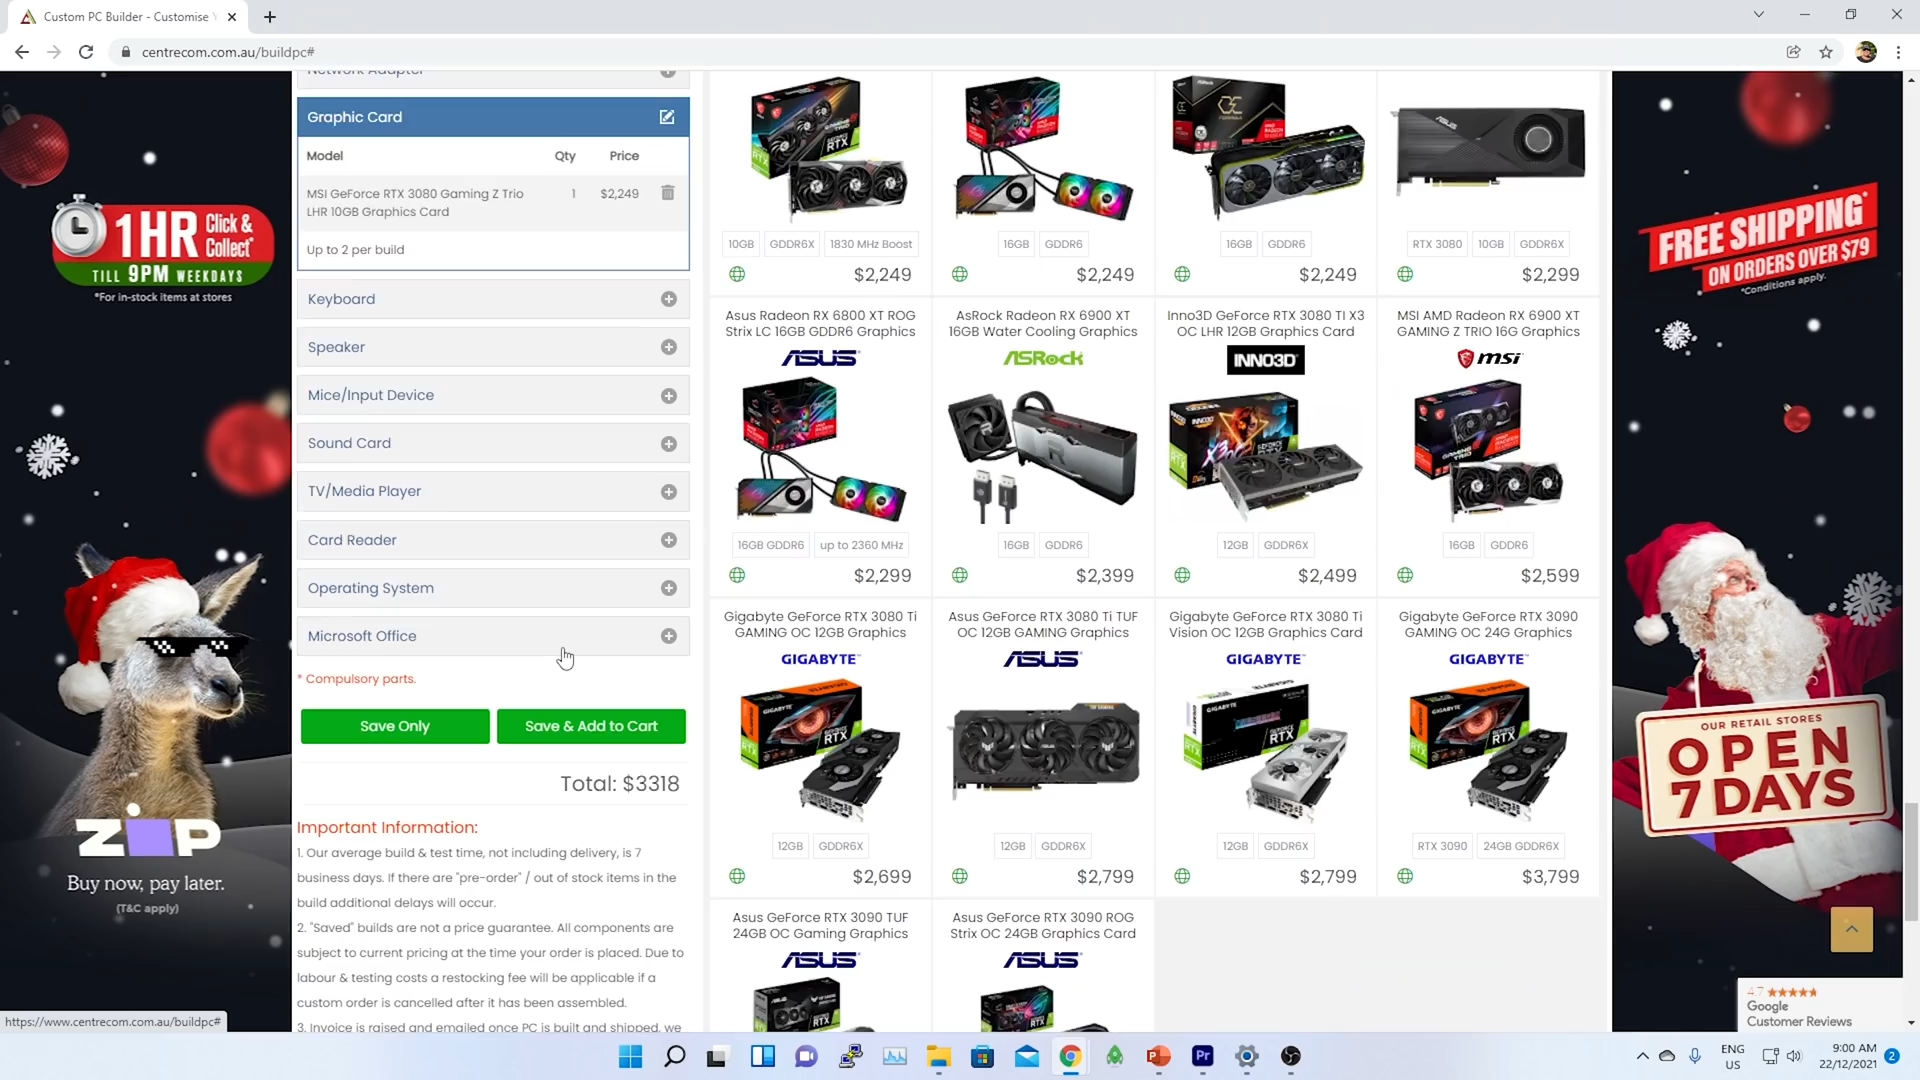 Custom PC Builder - Customise Y
centrecom.com.au/buildpc#
Network Adapter
Graphic Card
Model Qty Price
MSI GeForce RTX 3080 Gaming Z Trio
LHR 10GB Graphics Card
1 $2,249
Up to 2 per build
Keyboard
Speaker
Mice/Input Device
Sound Card
TV/Media Player
Card Reader
Operating System
Microsoft Office
* Compulsory parts.
Save Only
Save & Add to Cart
Total: $3318
Important Information:
1. Our average build & test time, not including delivery, is 7
business days. If there are "pre-order" / out of stock items in the
build additional delays will occur.
2. "Saved" builds are not a price guarantee. All components are
subject to current pricing at the time your order is placed. Due to
labour & testing costs a restocking fee will be applicable if a
custom order is cancelled after it has been assembled.
3. Invoice is raised and emailed once PC is built and shipped, we
10GB GDDR6X 1830 MHz Boost
$2,249
16GB GDDR6
$2,249
16GB GDDR6
$2,249
RTX 3080 10GB GDDR6X
$2,299
Asus Radeon RX 6800 XT ROG
Strix LC 16GB GDDR6 Graphics
ASUS
16GB GDDR6 up to 2360 MHz
$2,299
AsRock Radeon RX 6900 XT
16GB Water Cooling Graphics
ASRock
16GB GDDR6
$2,399
Inno3D GeForce RTX 3080 TI X3
OC LHR 12GB Graphics Card
INNO3D
12GB GDDR6X
$2,499
MSI AMD Radeon RX 6900 XT
GAMING Z TRIO 16G Graphics
msi
16GB GDDR6
$2,599
Gigabyte GeForce RTX 3080 Ti
GAMING OC 12GB Graphics
GIGABYTE
12GB GDDR6X
$2,699
Asus GeForce RTX 3080 Ti TUF
OC 12GB GAMING Graphics
ASUS
12GB GDDR6X
$2,799
Gigabyte GeForce RTX 3080 Ti
Vision OC 12GB Graphics Card
GIGABYTE
12GB GDDR6X
$2,799
Gigabyte GeForce RTX 3090
GAMING OC 24G Graphics
GIGABYTE
RTX 3090 24GB GDDR6X
$3,799
Asus GeForce RTX 3090 TUF
24GB OC Gaming Graphics
ASUS
Asus GeForce RTX 3090 ROG
Strix OC 24GB Graphics Card
ASUS
1HR Click &
Collect*
TILL 9PM WEEKDAYS
*For in-stock items at stores
ZIP
Buy now, pay later.
(T&C apply)
FREE SHIPPING*
ON ORDERS OVER $79
*Conditions apply.
OUR RETAIL STORES
OPEN
7 DAYS
4.7
Google
Customer Reviews
https://www.centrecom.com.au/buildpc#
ENG
US
9:00 AM
22/12/2021
2